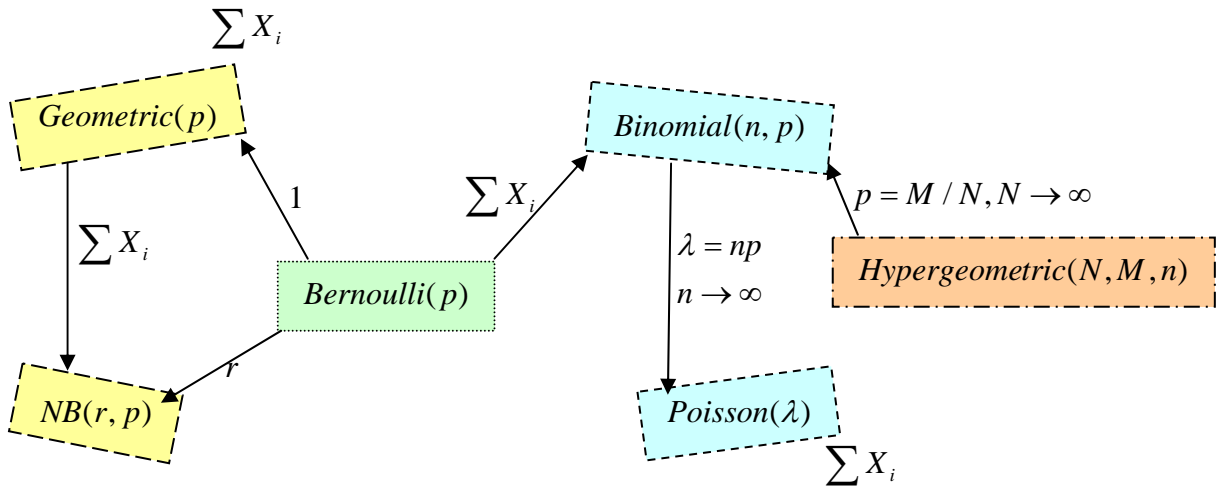 ∑ X_i
Geometric(p)
Binomial(n, p)
1
∑ X_i
p = M / N, N → ∞
∑ X_i
λ = np
Hypergeometric(N, M, n)
Bernoulli(p)
n → ∞
r
NB(r, p)
Poisson(λ)
∑ X_i